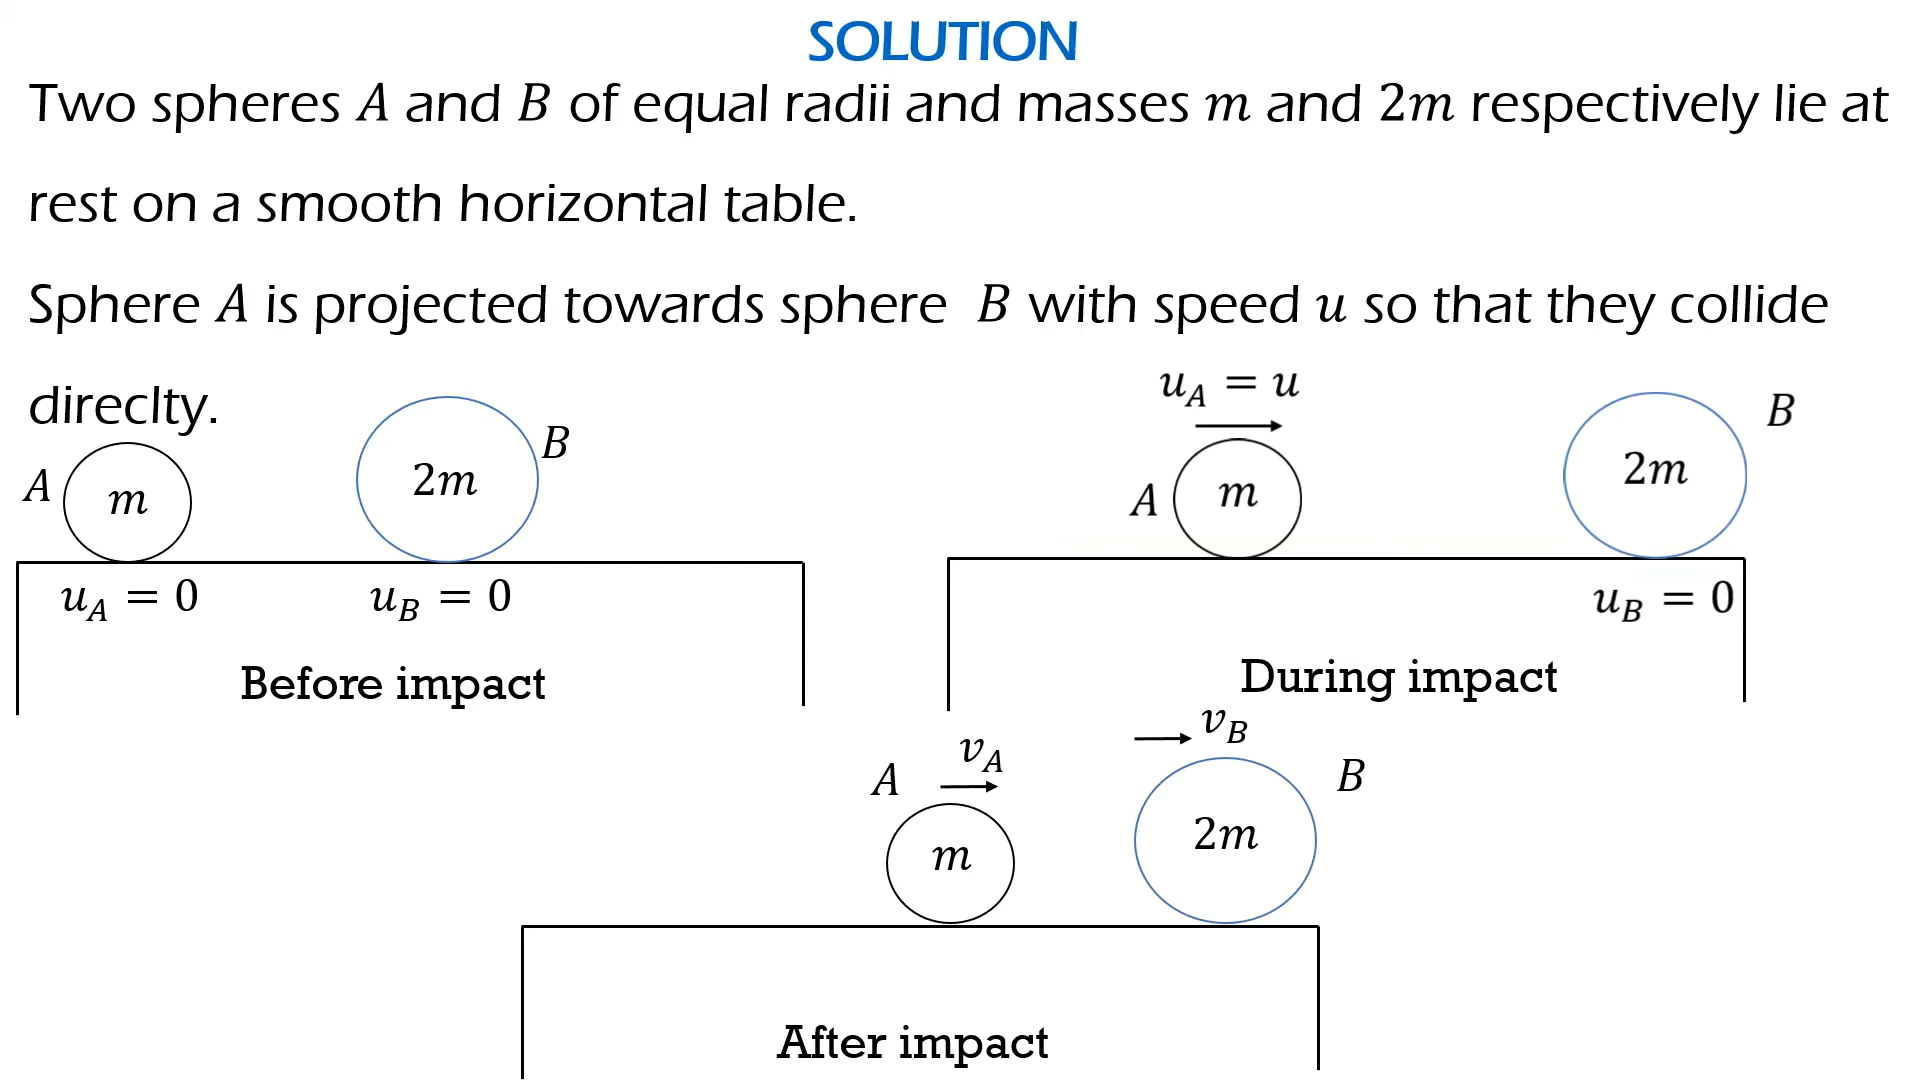 SOLUTION
Two spheres A and B of equal radii and masses m and 2m respectively lie at
rest on a smooth horizontal table.
Sphere A is projected towards sphere B with speed u so that they collide
direclty.
A
m
2m
B
u_A = 0
u_B = 0
Before impact
u_A = u
A
m
2m
B
u_B = 0
During impact
A
v_A
m
v_B
2m
B
After impact